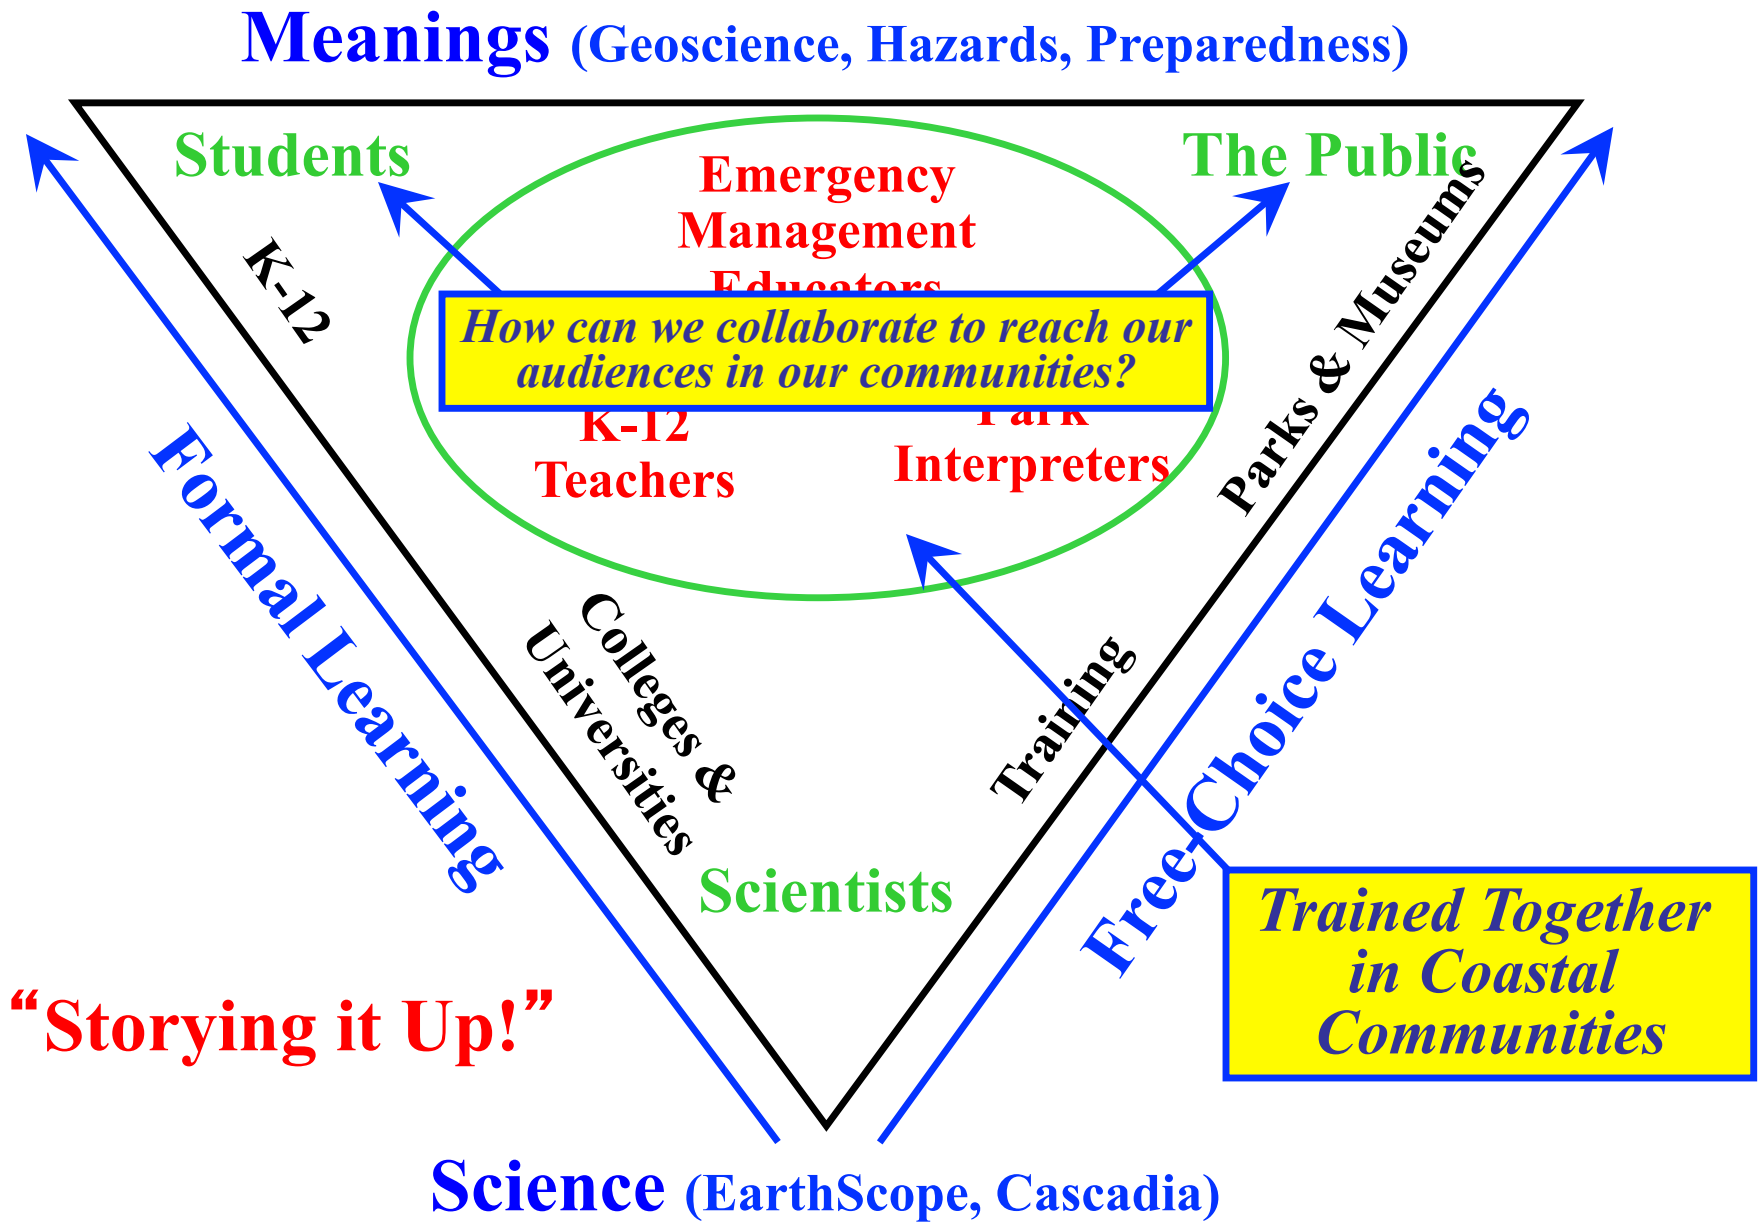 Meanings (Geoscience, Hazards, Preparedness)
Students
The Public
Emergency
Management
Educators
How can we collaborate to reach our
audiences in our communities?
K-12
Teachers
Park
Interpreters
K-12
Parks & Museums
Formal Learning
Free-Choice Learning
Colleges &
Universities
Training
Scientists
Trained Together
in Coastal
Communities
“Storying it Up!”
Science (EarthScope, Cascadia)